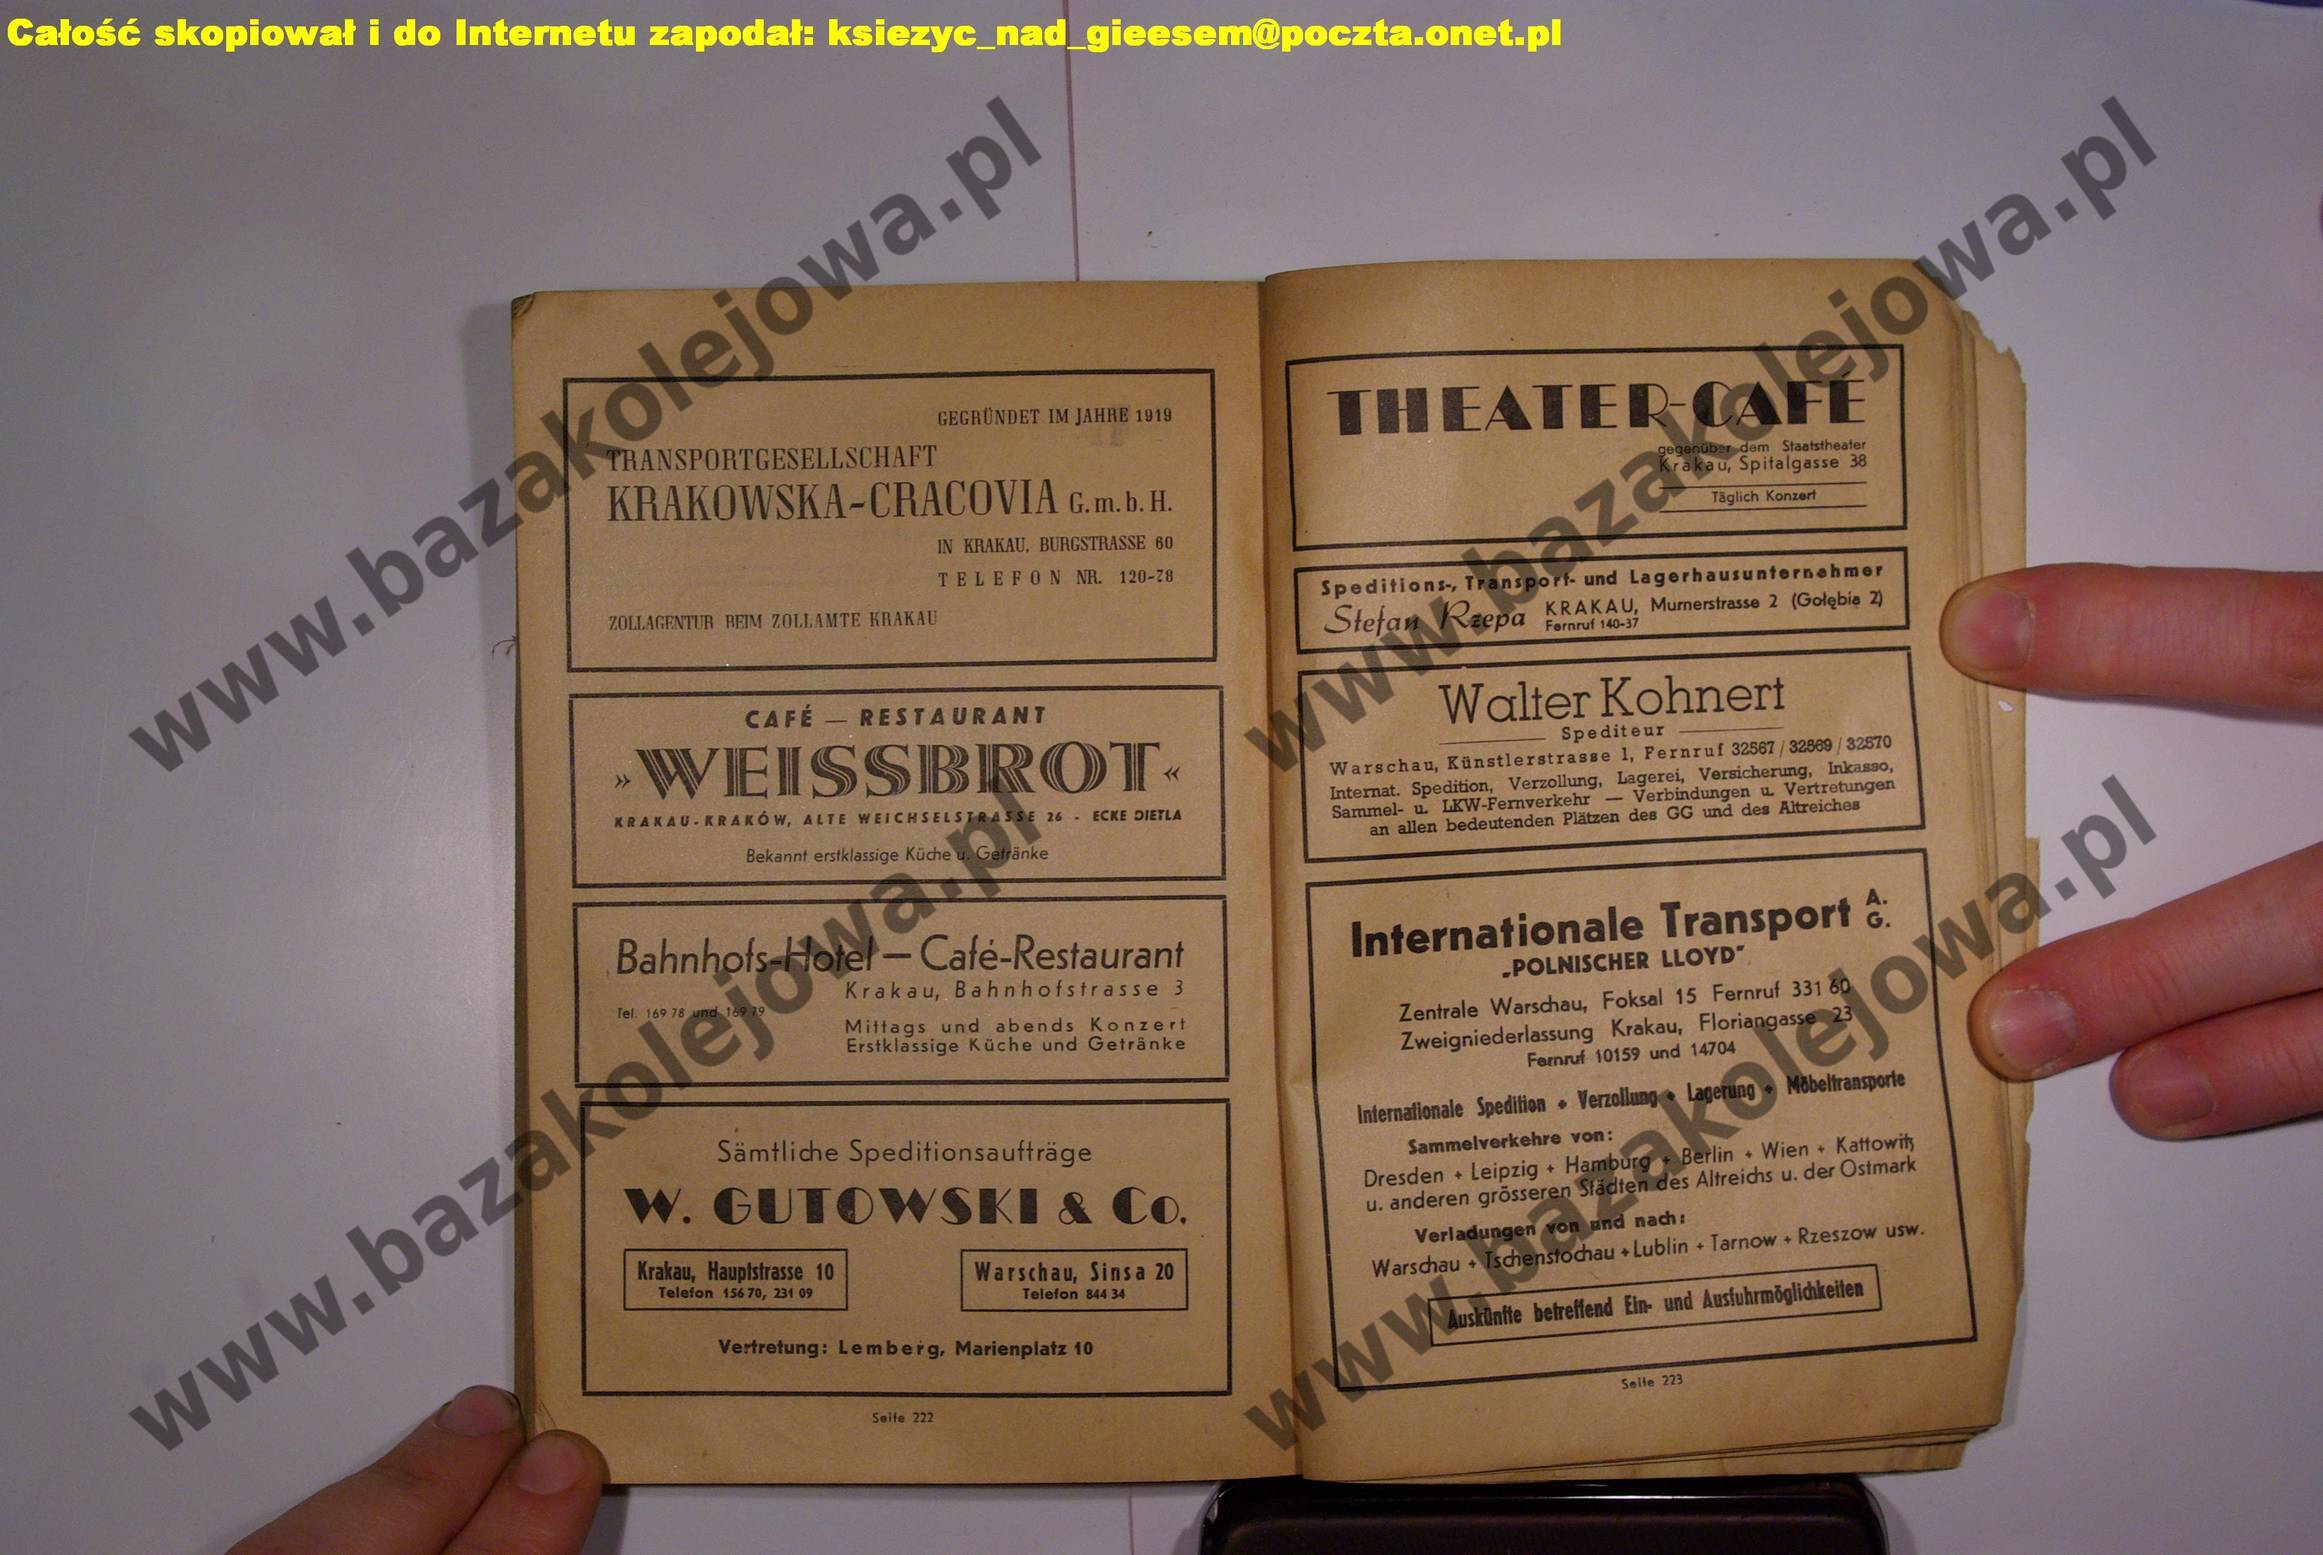 Całość skopiował i do Internetu zapodał: ksiezyc_nad_gieesem@poczta.onet.pl
GEGRÜNDET IM JAHRE 1919
TRANSPORTGESELLSCHAFT
KRAKOWSKA-CRACOVIA G.m.b.H.
IN KRAKAU, BURGSTRASSE 60
TELEFON NR. 120-78
ZOLLAGENTUR BEIM ZOLLAMTE KRAKAU
CAFÉ — RESTAURANT
»WEISSBROT«
KRAKAU-KRAKÓW, ALTE WEICHSELSTRASSE 26 - ECKE DIETLA
Bekannt erstklassige Küche u. Getränke
Bahnhofs-Hotel — Café-Restaurant
Krakau, Bahnhofstrasse 3
Tel. 169 78 und 169 79
Mittags und abends Konzert
Erstklassige Küche und Getränke
Sämtliche Speditionsaufträge
W. GUTOWSKI & Co.
Krakau, Hauptstrasse 10
Telefon 156 70, 231 09
Warschau, Sinsa 20
Telefon 844 34
Vertretung: Lemberg, Marienplatz 10
Seite 222
THEATER-CAFÉ
gegenüber dem Staatstheater
Krakau, Spitalgasse 38
Täglich Konzert
Speditions-, Transport- und Lagerhausunternehmer
Stefan Rzepa KRAKAU, Murnerstrasse 2 (Gołębia 2)
Fernruf 140-37
Walter Kohnert
Spediteur
Warschau, Künstlerstrasse 1, Fernruf 32567 / 32569 / 32570
Internat. Spedition, Verzollung, Lagerei, Versicherung, Inkasso,
Sammel- u. LKW-Fernverkehr — Verbindungen u. Vertretungen
an allen bedeutenden Plätzen des GG und des Altreiches
Internationale Transport A.G.
„POLNISCHER LLOYD"
Zentrale Warschau, Foksal 15 Fernruf 331 60
Zweigniederlassung Krakau, Floriangasse 23
Fernruf 10159 und 14704
Internationale Spedition + Verzollung + Lagerung + Möbeltransporte
Sammelverkehre von:
Dresden + Leipzig + Hamburg + Berlin + Wien + Kattowitz
u. anderen grösseren Städten des Altreichs u. der Ostmark
Verladungen von und nach:
Warschau + Tschenstochau + Lublin + Tarnow + Rzeszow usw.
Auskünfte betreffend Ein- und Ausfuhrmöglichkeiten
Seite 223
www.bazakolejowa.pl
www.bazakolejowa.pl
www.bazakolejowa.pl
www.bazakolejowa.pl